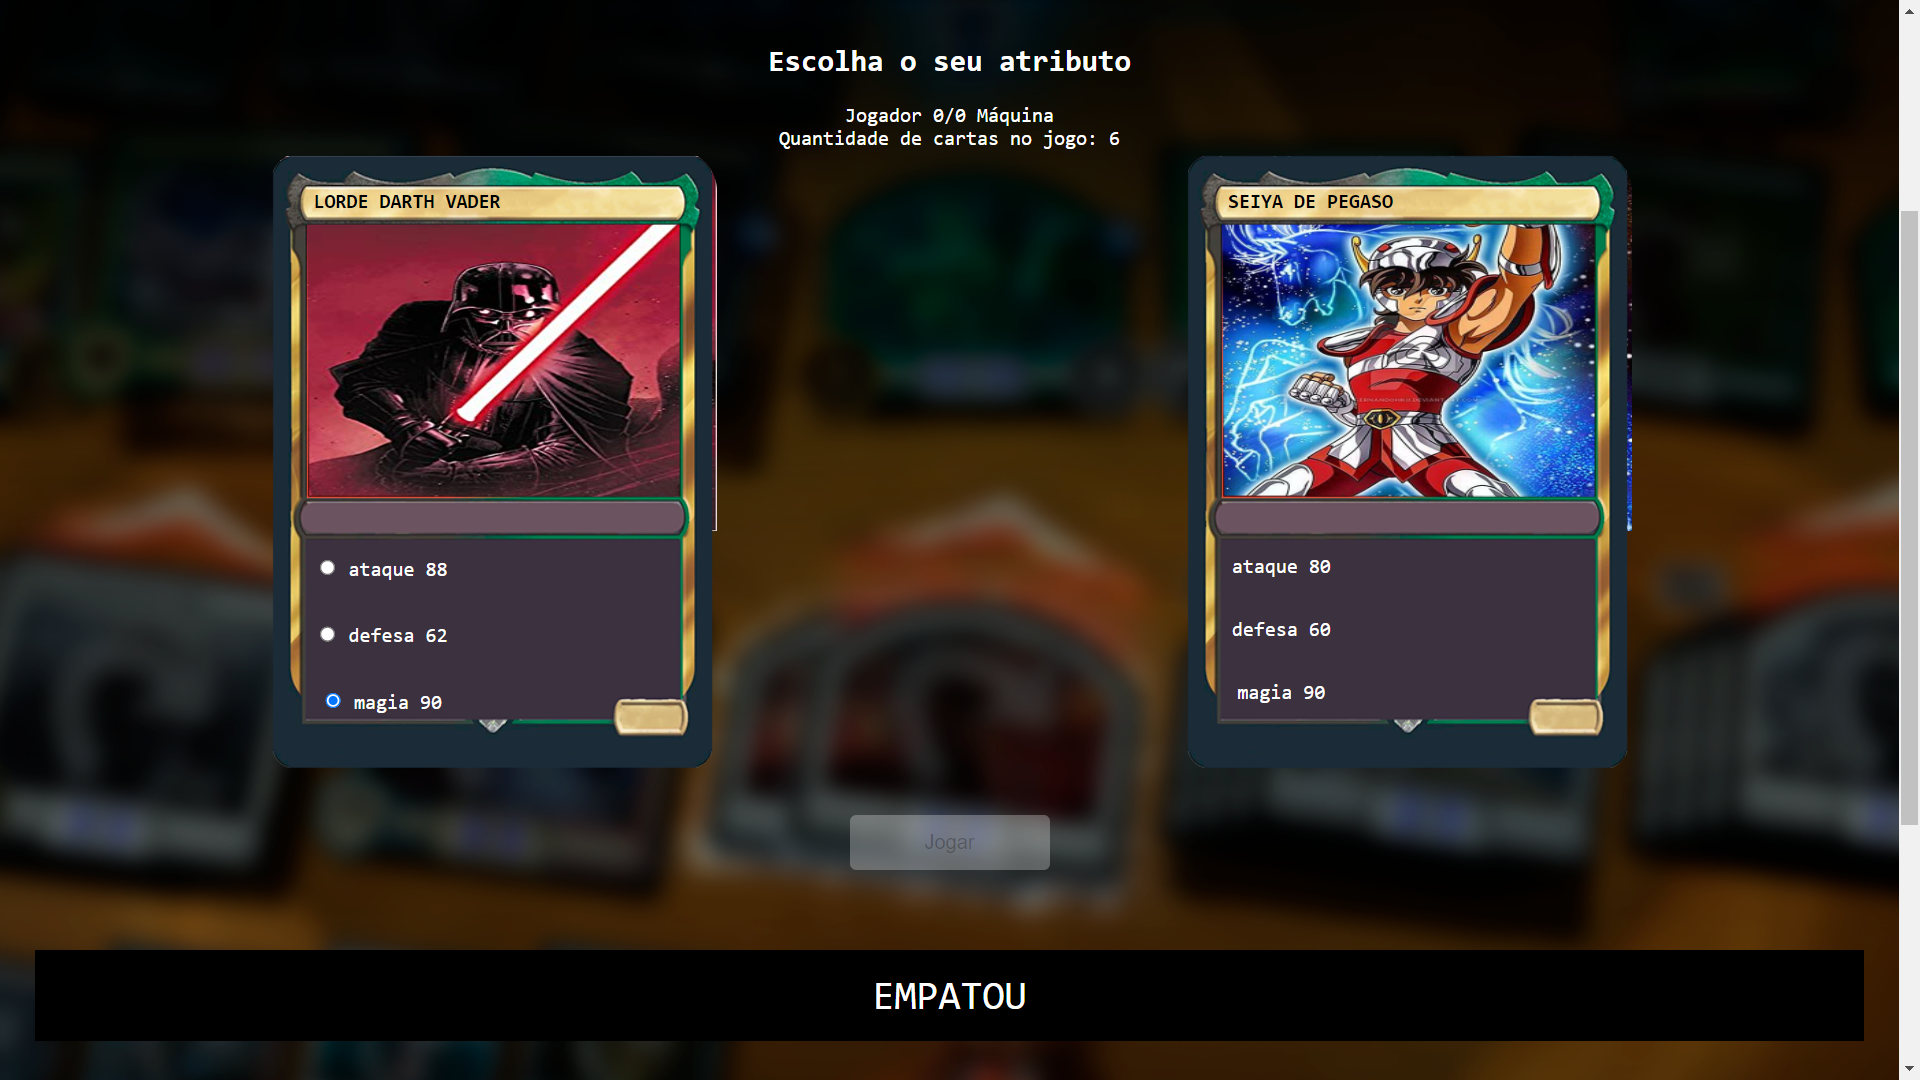 Escolha o seu atributo
Jogador 0/0 Máquina
Quantidade de cartas no jogo: 6
LORDE DARTH VADER
ataque 88
defesa 62
magia 90
SEIYA DE PEGASO
ataque 80
defesa 60
magia 90
Jogar
EMPATOU